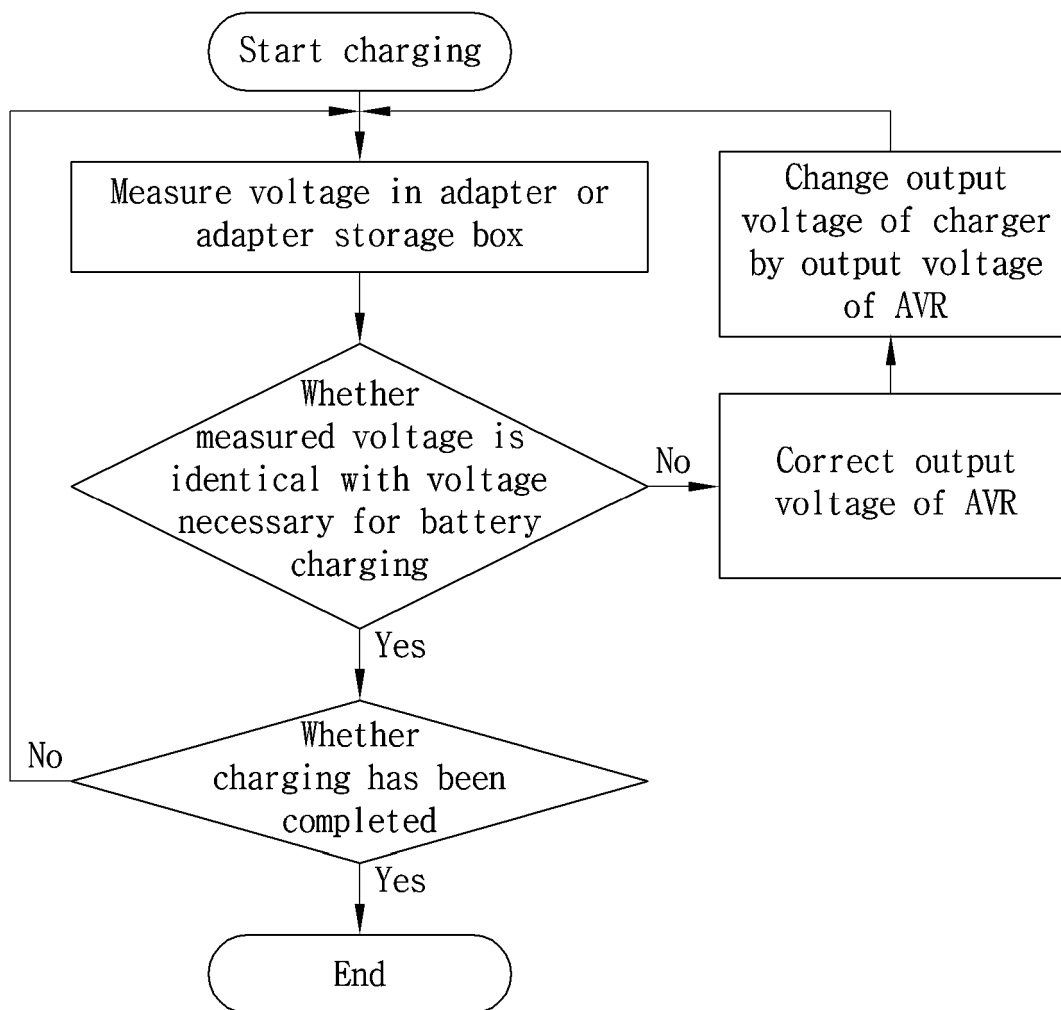 Start charging
Measure voltage in adapter or
adapter storage box
Change output
voltage of charger
by output voltage
of AVR
Whether
measured voltage is
identical with voltage
necessary for battery
charging
No
Correct output
voltage of AVR
Yes
Whether
charging has been
completed
No
Yes
End